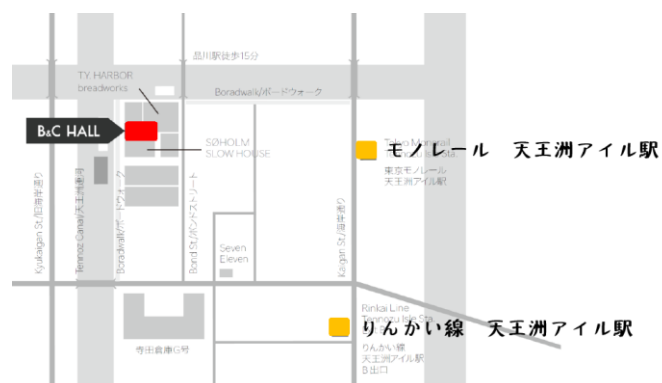 品川駅徒歩15分
TY. HARBOR
breadworks
Boradwalk/ボードウォーク
B&C HALL
SØHOLM
SLOW HOUSE
モノレール 天王洲アイル駅
東京モノレール
天王洲アイル駅
Kyukaigan St./旧海岸通り
Tennoz Canal/天王洲運河
Boradwalk/ボードウォーク
Bond St./ボンドストリート
Kaigan St./海岸通り
Seven
Eleven
Rinkai Line
Tennozu Isle Sta.
りんかい線 天王洲アイル駅
りんかい線
天王洲アイル駅
B出口
寺田倉庫G号